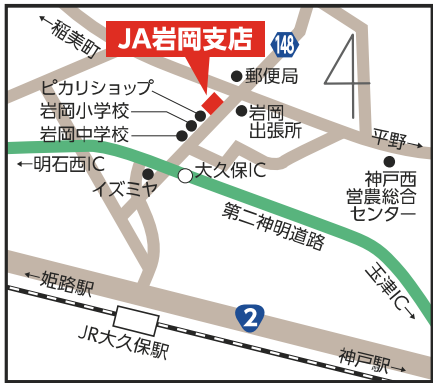 JA岩岡支店
←稲美町
148
郵便局
ピカリショップ
岩岡小学校
岩岡中学校
岩岡
出張所
平野→
←明石西IC
イズミヤ
大久保IC
神戸西
営農総合
センター
第二神明道路
玉津IC→
←姫路駅
2
JR大久保駅
神戸駅→